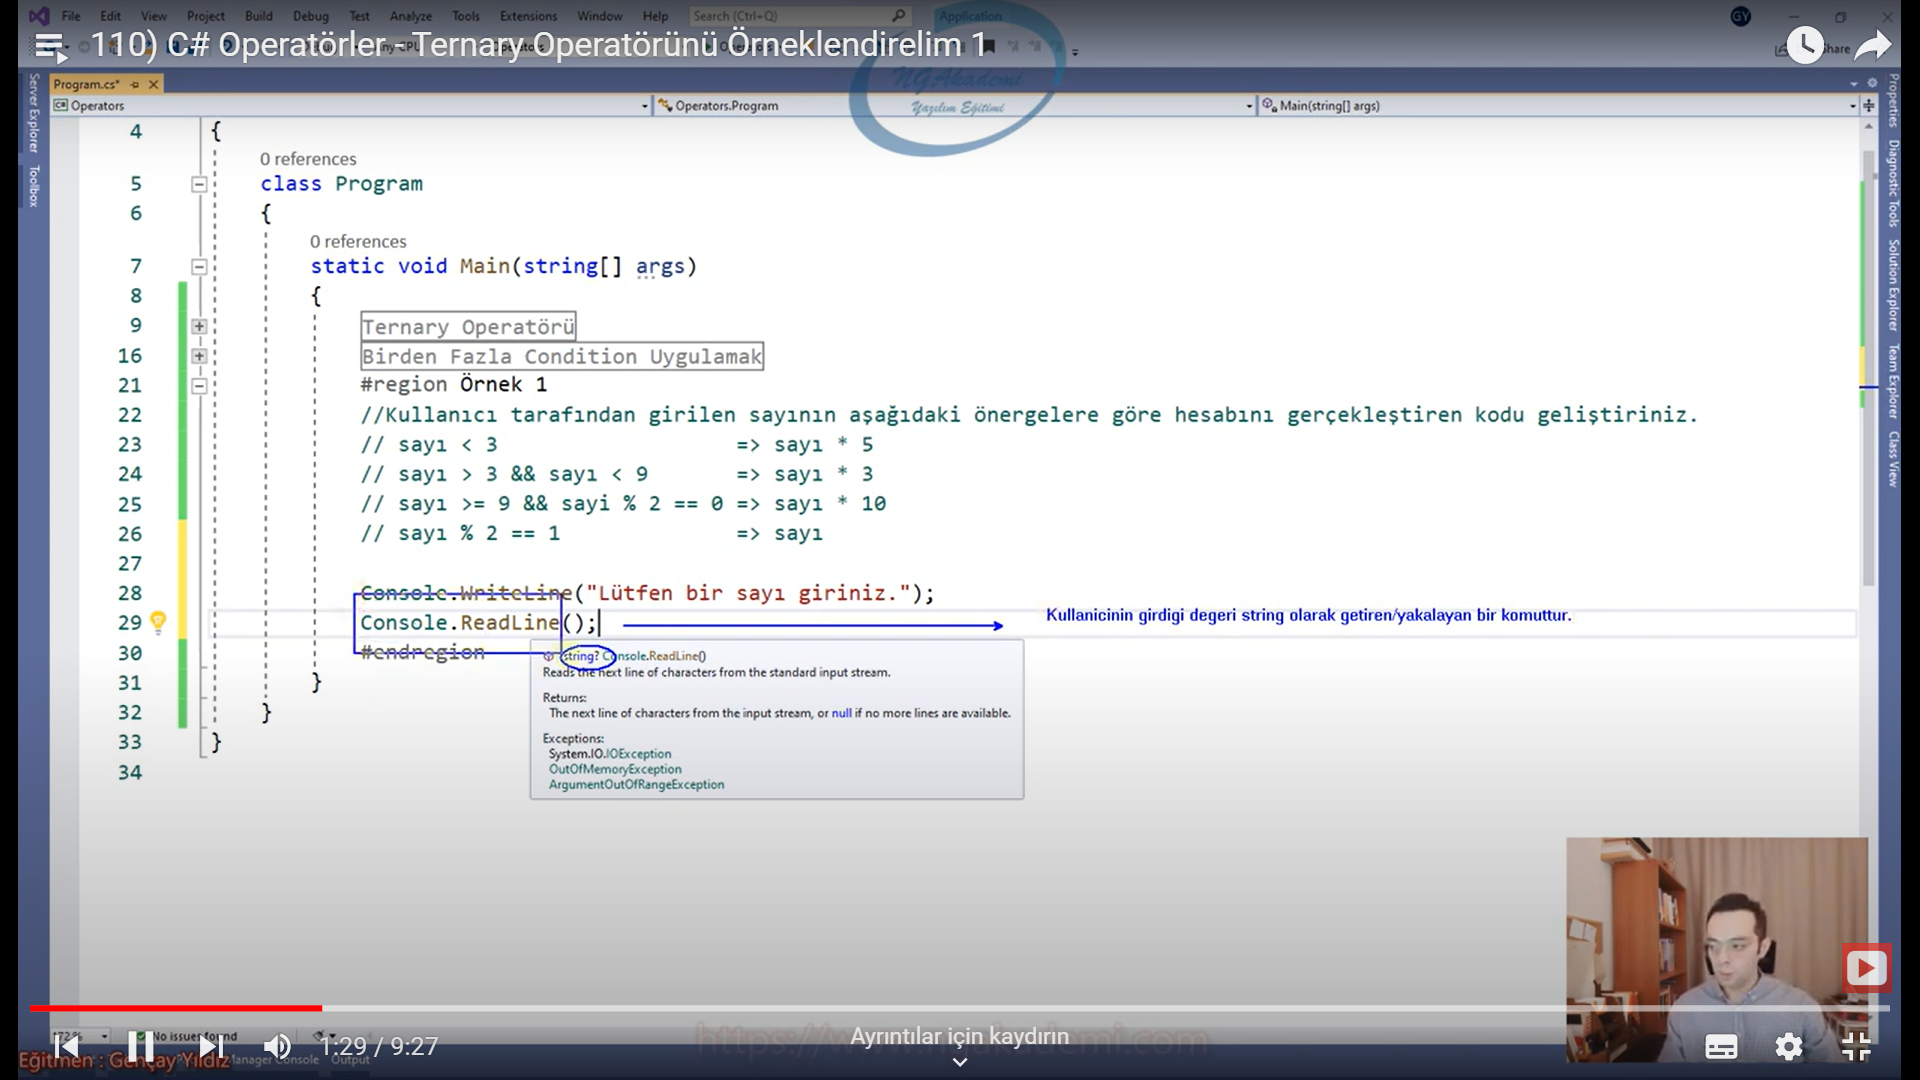 File Edit View Project Build Debug Test Analyze Tools Extensions Window Help Search (Ctrl+Q) Application GY
110) C# Operatörler - Ternary Operatörünü Örneklendirelim 1
Share
NGAkademi
Yazılım Eğitimi
Program.cs*
Operators Operators.Program Main(string[] args)
Server Explorer
Toolbox
Properties
Diagnostic Tools
Solution Explorer
Team Explorer
Class View
4 {
0 references
5 class Program
6 {
0 references
7 static void Main(string[] args)
8 {
9 Ternary Operatörü
16 Birden Fazla Condition Uygulamak
21 #region Örnek 1
22 //Kullanıcı tarafından girilen sayının aşağıdaki önergelere göre hesabını gerçekleştiren kodu geliştiriniz.
23 // sayı < 3 => sayı * 5
24 // sayı > 3 && sayı < 9 => sayı * 3
25 // sayı >= 9 && sayi % 2 == 0 => sayı * 10
26 // sayı % 2 == 1 => sayı
27
28 Console.WriteLine("Lütfen bir sayı giriniz.");
29 Console.ReadLine(); Kullanicinin girdigi degeri string olarak getiren/yakalayan bir komuttur.
30 #endregion
31 }
32 }
33 }
34
string? Console.ReadLine()
Reads the next line of characters from the standard input stream.
Returns:
The next line of characters from the input stream, or null if no more lines are available.
Exceptions:
System.IO.IOException
OutOfMemoryException
ArgumentOutOfRangeException
No issues found
1:29 / 9:27
Ayrıntılar için kaydırın
Eğitmen : Gençay Yıldız
Manager Console Output